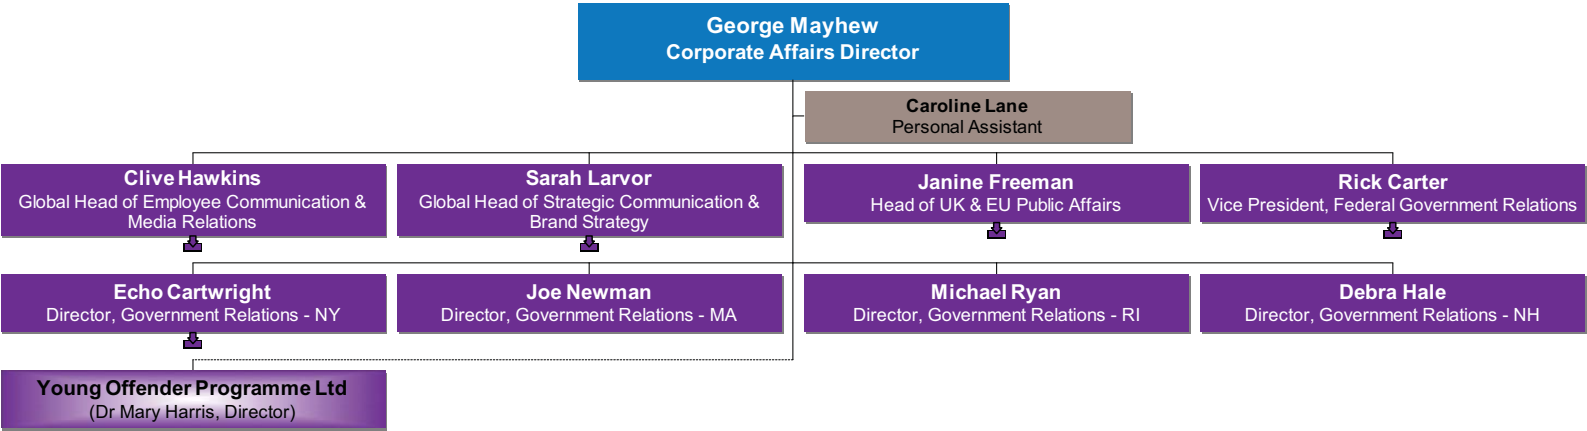 George Mayhew
Corporate Affairs Director
Caroline Lane
Personal Assistant
Clive Hawkins
Global Head of Employee Communication &
Media Relations
Sarah Larvor
Global Head of Strategic Communication &
Brand Strategy
Janine Freeman
Head of UK & EU Public Affairs
Rick Carter
Vice President, Federal Government Relations
Echo Cartwright
Director, Government Relations - NY
Joe Newman
Director, Government Relations - MA
Michael Ryan
Director, Government Relations - RI
Debra Hale
Director, Government Relations - NH
Young Offender Programme Ltd
(Dr Mary Harris, Director)